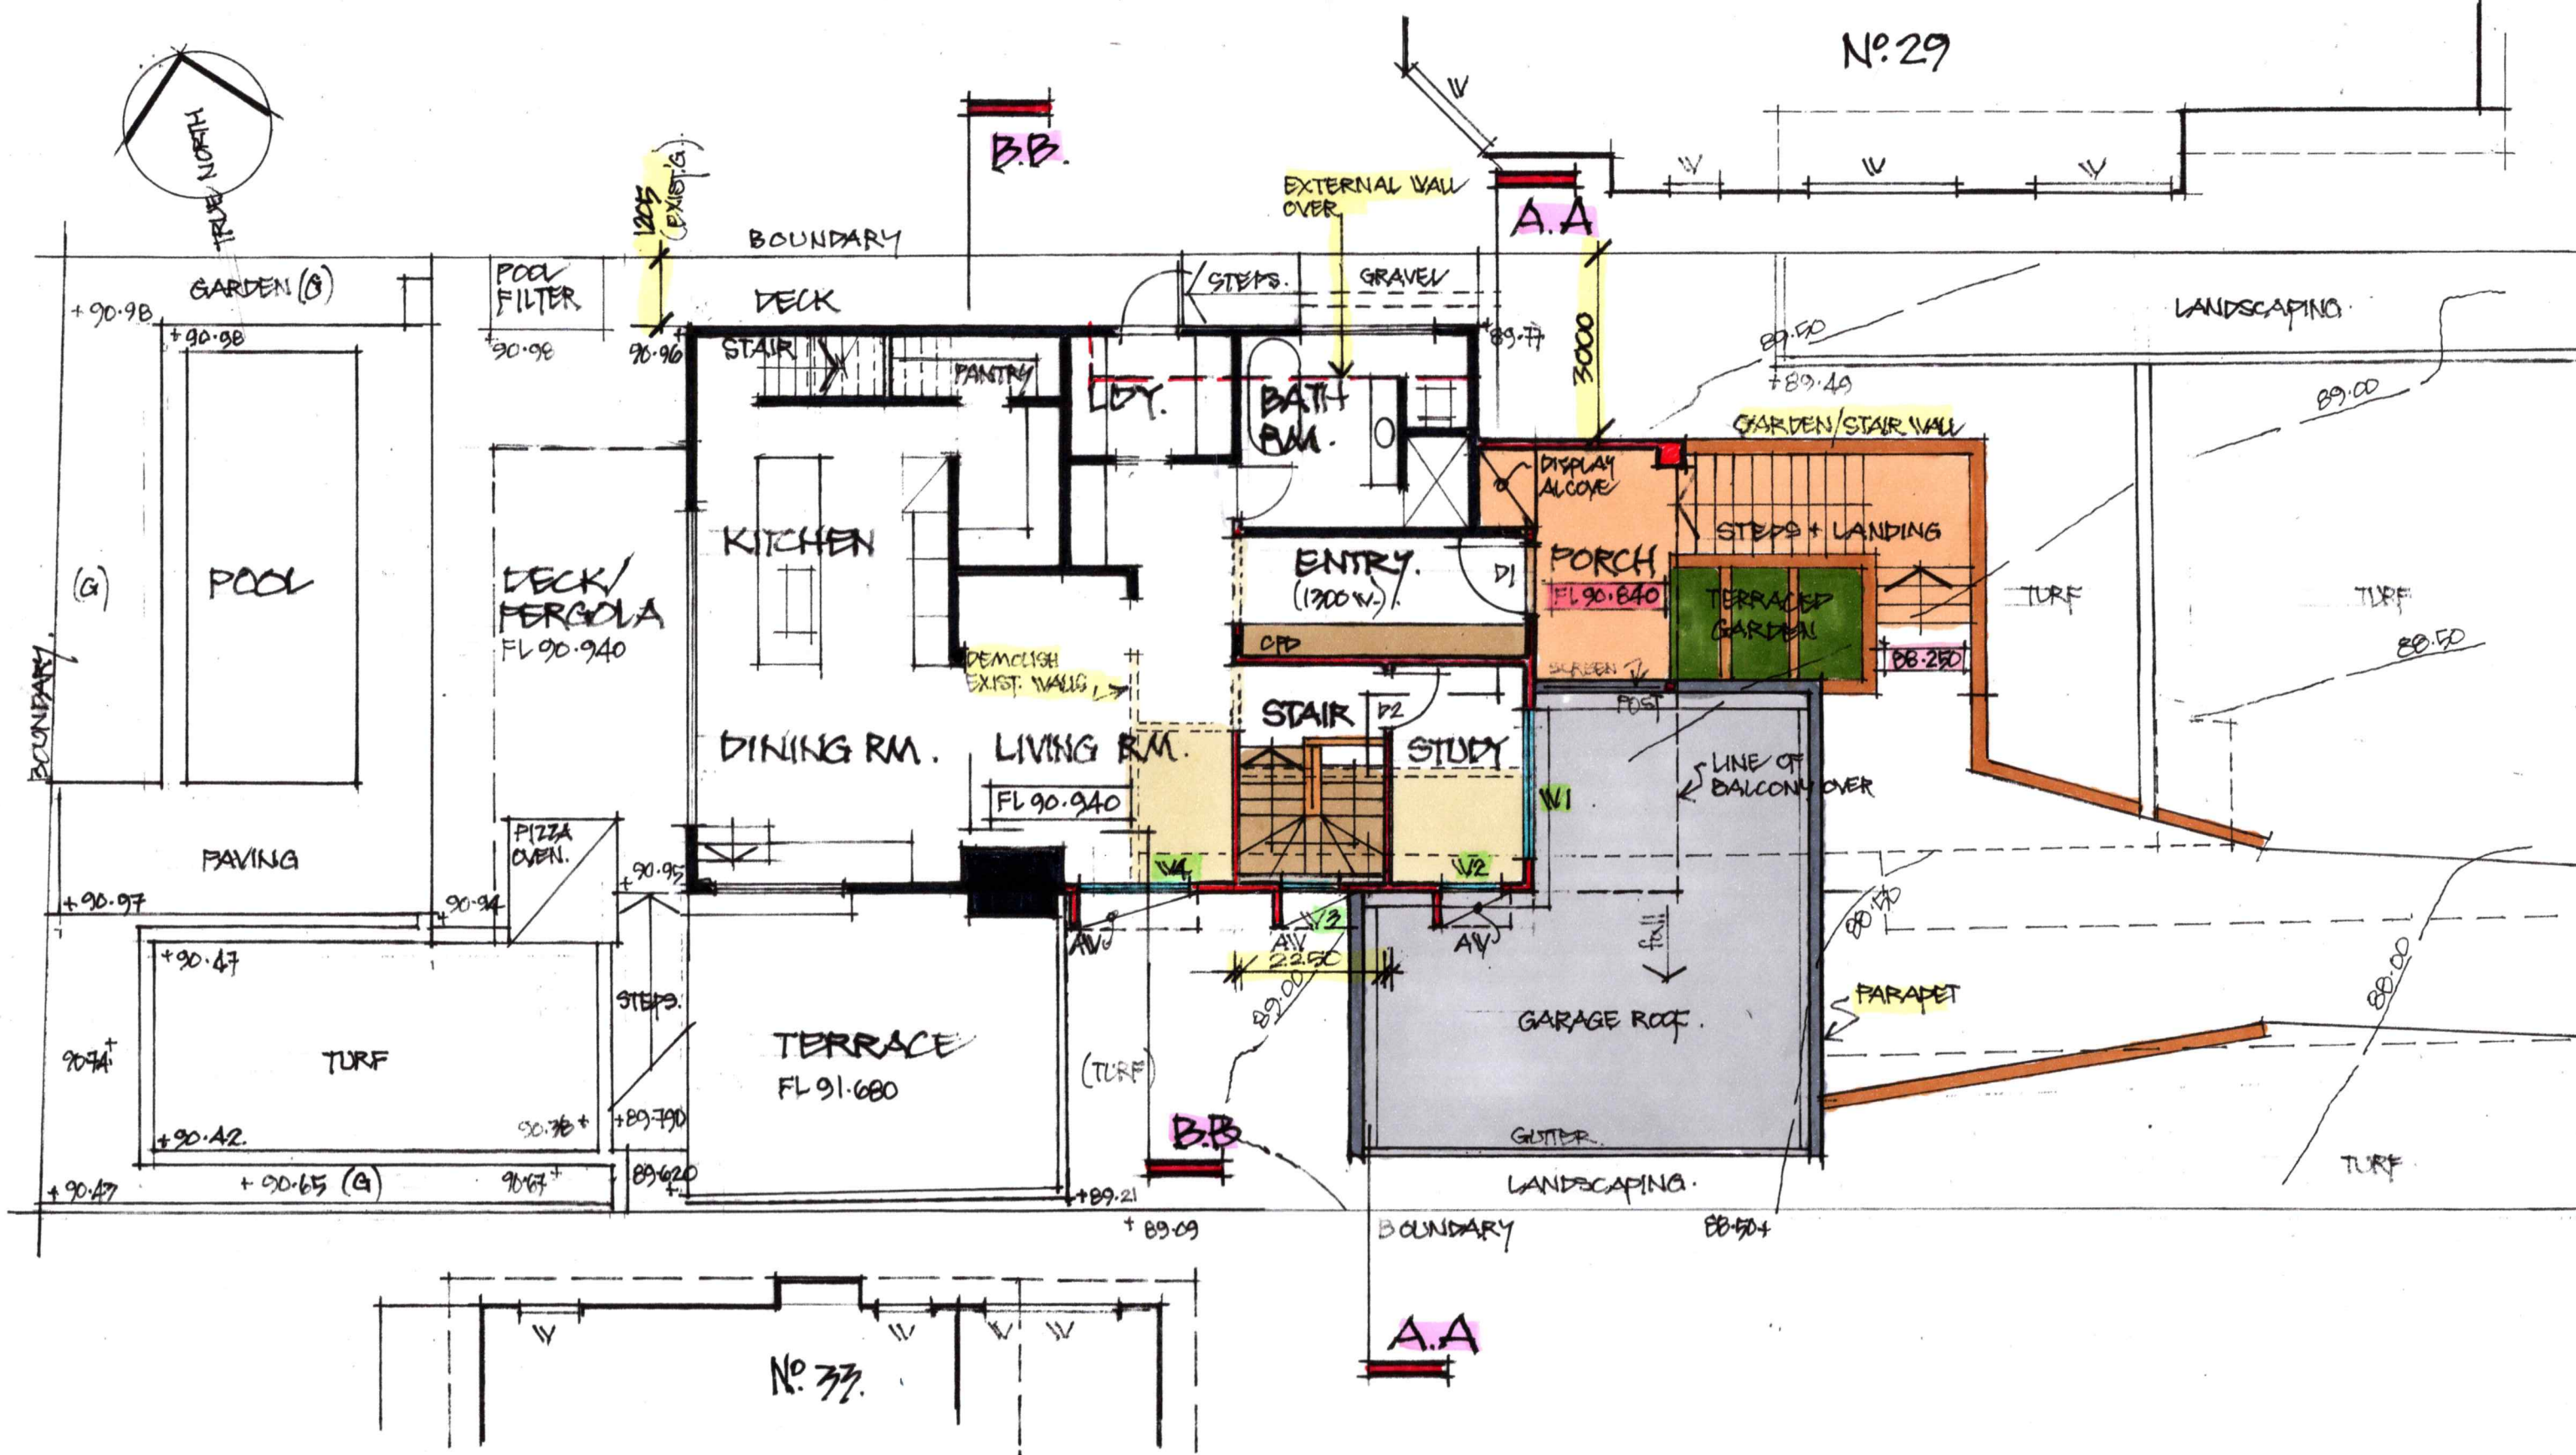 No. 29
TRUE NORTH
B.B.
1205
(EXIST'G.)
EXTERNAL WALL
OVER
A.A
BOUNDARY
GARDEN (G)
POOL
FILTER
DECK
STEPS.
GRAVEL
LANDSCAPING.
+90.98
+90.98
90.98
90.96
+89.77
3000
89.50
+89.49
89.00
STAIR
PANTRY
LDY.
BATH
RM.
GARDEN/STAIR WALL
DISPLAY
ALCOVE
STEPS + LANDING
KITCHEN
ENTRY.
(1300 W.).
D1
PORCH
FL 90.840
(G)
POOL
DECK/
PERGOLA
FL 90.940
TERRACED
GARDEN
TURF
TURF
CPD
SCREEN
88.250
88.50
DEMOLISH
EXIST. WALLS
BOUNDARY.
STAIR
D2
POST
DINING RM.
LIVING RM.
STUDY
FL 90.940
W1
LINE OF
BALCONY OVER
PIZZA
OVEN.
PAVING
+90.95
W4
W2
+90.97
90.94
W3
AW
AW
AW
2250
fall
88.50
88.00
+90.47
STEPS.
89.00
PARAPET
GARAGE ROOF.
TERRACE
FL 91.680
(TURF)
90.74+
TURF
90.38+
+89.790
+90.42.
B.B
GUTTER.
TURF
+90.47
+ 90.65 (G)
90.67+
89.620
+89.21
LANDSCAPING.
+89.09
BOUNDARY
88.50+
A.A
No. 33.
W
W
W
W
W
W
W
W